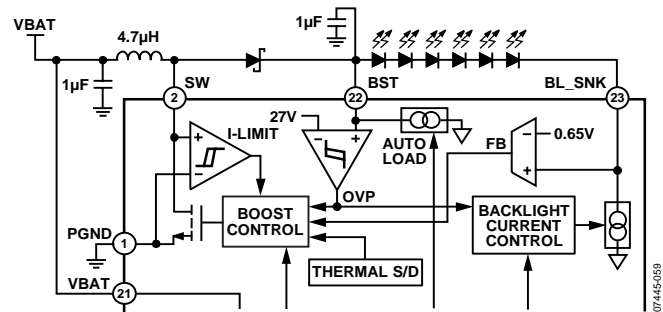 VBAT
4.7µH
1µF
1µF
SW
BST
BL_SNK
2
22
23
27V
I-LIMIT
AUTO
LOAD
FB
0.65V
+
–
–
+
–
+
OVP
BOOST
CONTROL
BACKLIGHT
CURRENT
CONTROL
PGND
1
THERMAL S/D
VBAT
21
07445-059